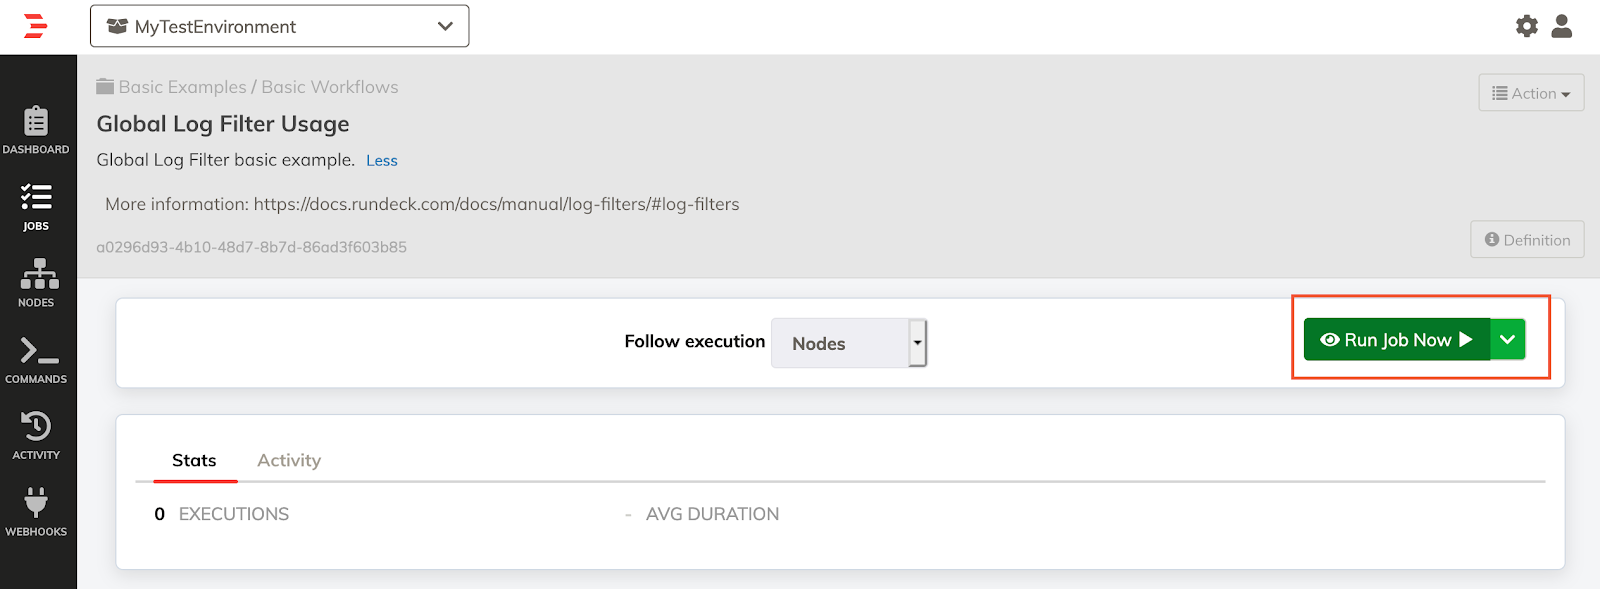 MyTestEnvironment
DASHBOARD
JOBS
NODES
COMMANDS
ACTIVITY
WEBHOOKS
Basic Examples / Basic Workflows
Action
Global Log Filter Usage
Global Log Filter basic example. Less
More information: https://docs.rundeck.com/docs/manual/log-filters/#log-filters
a0296d93-4b10-48d7-8b7d-86ad3f603b85
Definition
Follow execution Nodes
Run Job Now
Stats Activity
0 EXECUTIONS - AVG DURATION